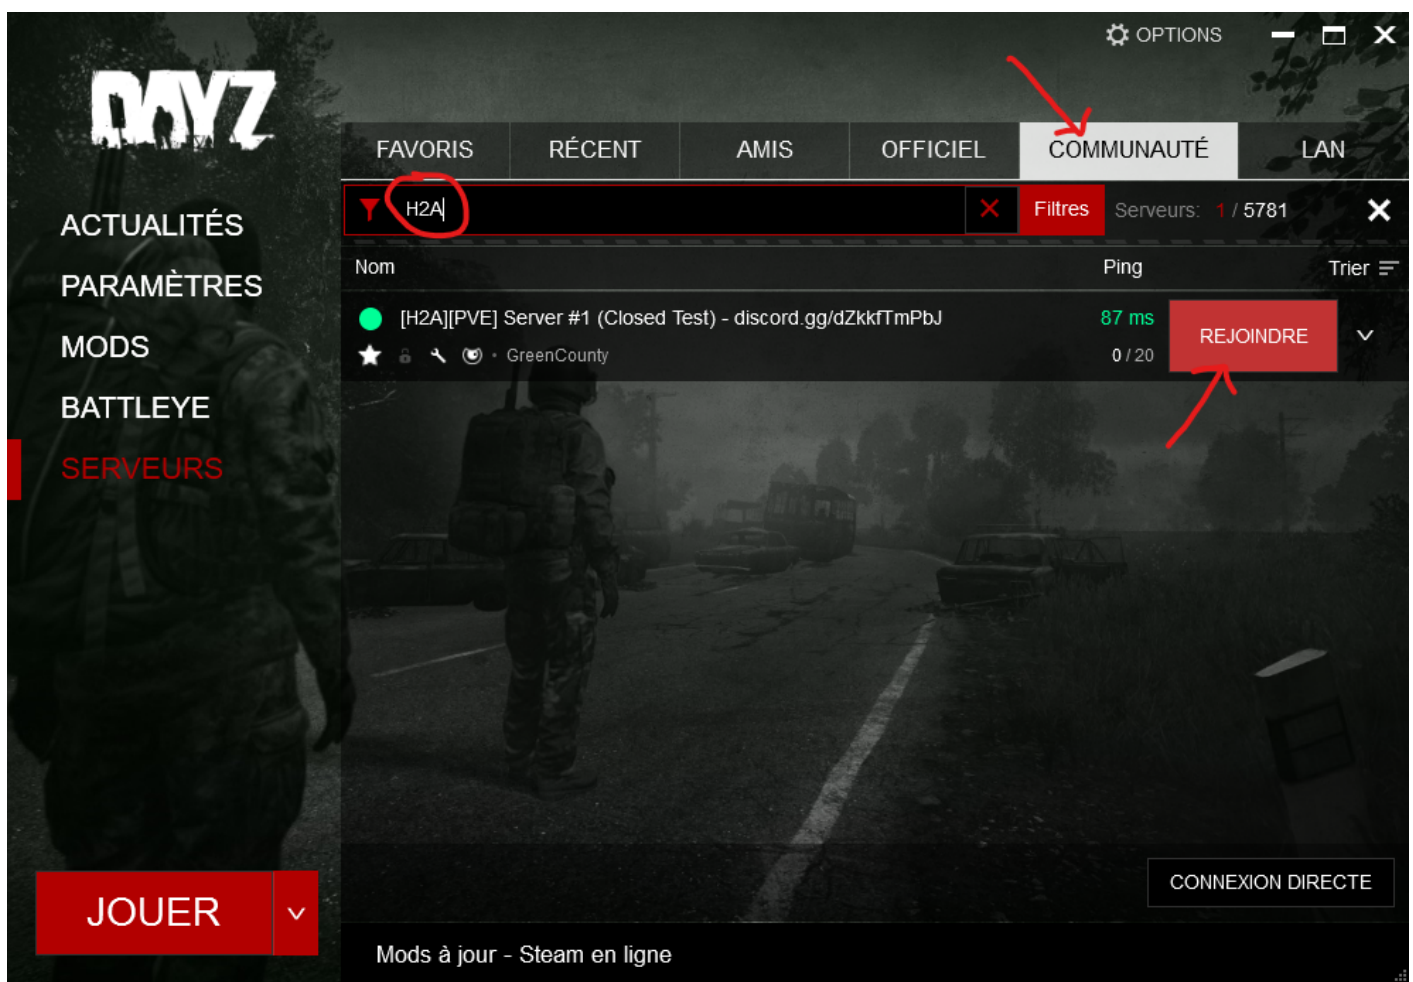 OPTIONS
DAYZ
FAVORIS RÉCENT AMIS OFFICIEL COMMUNAUTÉ LAN
H2A Filtres Serveurs: 1 / 5781
Nom Ping Trier
[H2A][PVE] Server #1 (Closed Test) - discord.gg/dZkkfTmPbJ 87 ms
GreenCounty 0 / 20
REJOINDRE
ACTUALITÉS
PARAMÈTRES
MODS
BATTLEYE
SERVEURS
CONNEXION DIRECTE
JOUER
Mods à jour - Steam en ligne